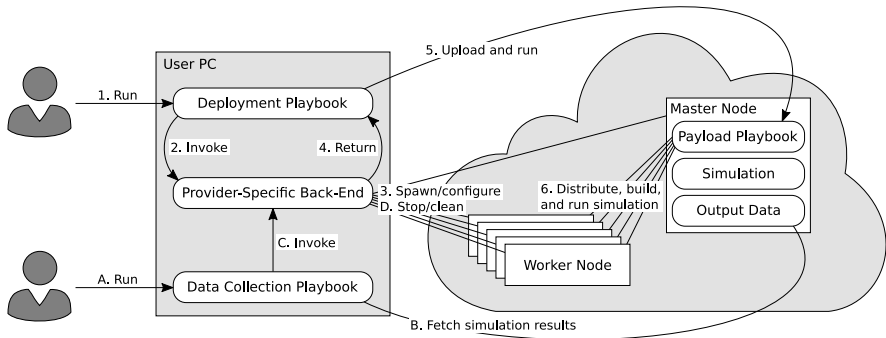 5. Upload and run
User PC
1. Run
Deployment Playbook
Master Node
Payload Playbook
2. Invoke
4. Return
Simulation
Provider-Specific Back-End
3. Spawn/configure
D. Stop/clean
6. Distribute, build,
and run simulation
Output Data
C. Invoke
Worker Node
A. Run
Data Collection Playbook
B. Fetch simulation results